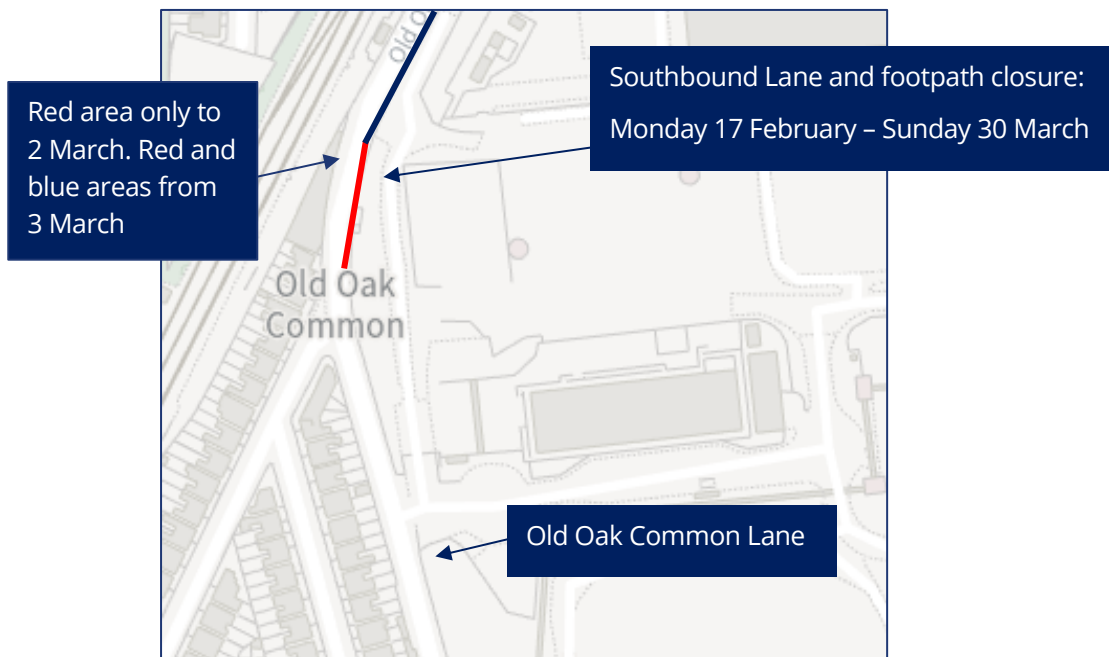 Old O
Southbound Lane and footpath closure:
Monday 17 February – Sunday 30 March
Red area only to
2 March. Red and
blue areas from
3 March
Old Oak
Common
Old Oak Common Lane